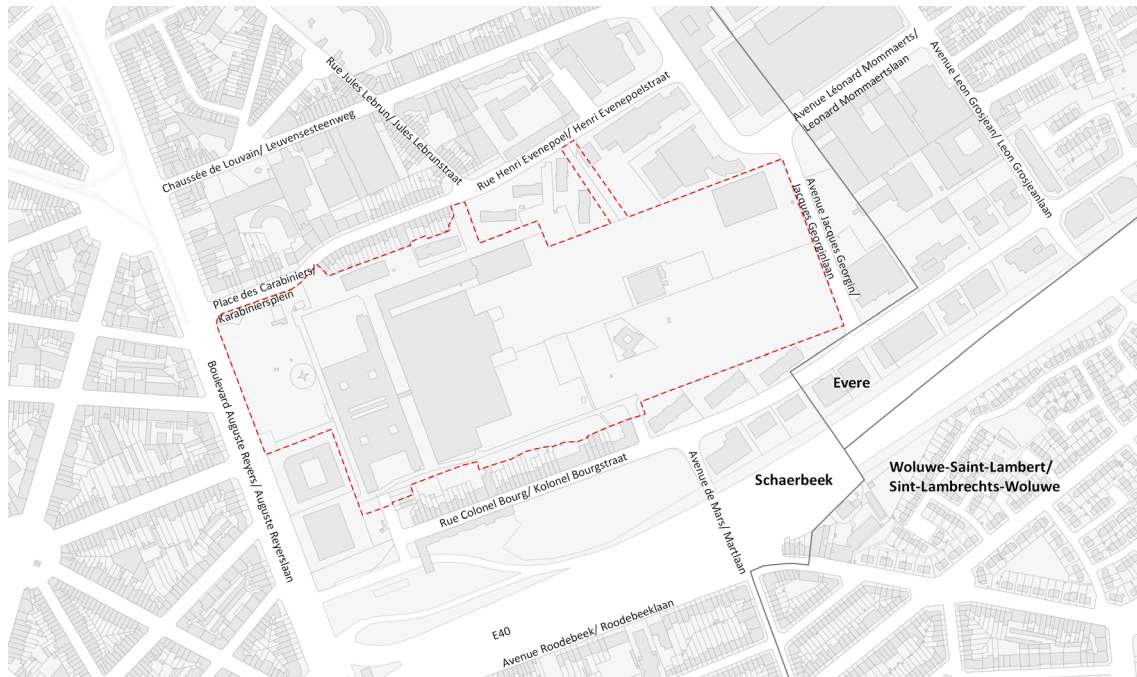 Rue Jules Lebrun/ Jules Lebrunstraat
Chaussée de Louvain/ Leuvensesteenweg
Rue Henri Evenepoel/ Henri Evenepoelstraat
Avenue Léonard Mommaerts/
Leonard Mommaertslaan
Avenue Leon Grosjean/ Leon Grosjeanlaan
Avenue Jacques Georgin/
Jacques Georginlaan
Place des Carabiniers/
Karabiniersplein
Boulevard Auguste Reyers/ Auguste Reyerslaan
Evere
Schaerbeek
Woluwe-Saint-Lambert/
Sint-Lambrechts-Woluwe
Rue Colonel Bourg/ Kolonel Bourgstraat
Avenue de Mars/ Martlaan
E40
Avenue Roodebeek/ Roodebeeklaan